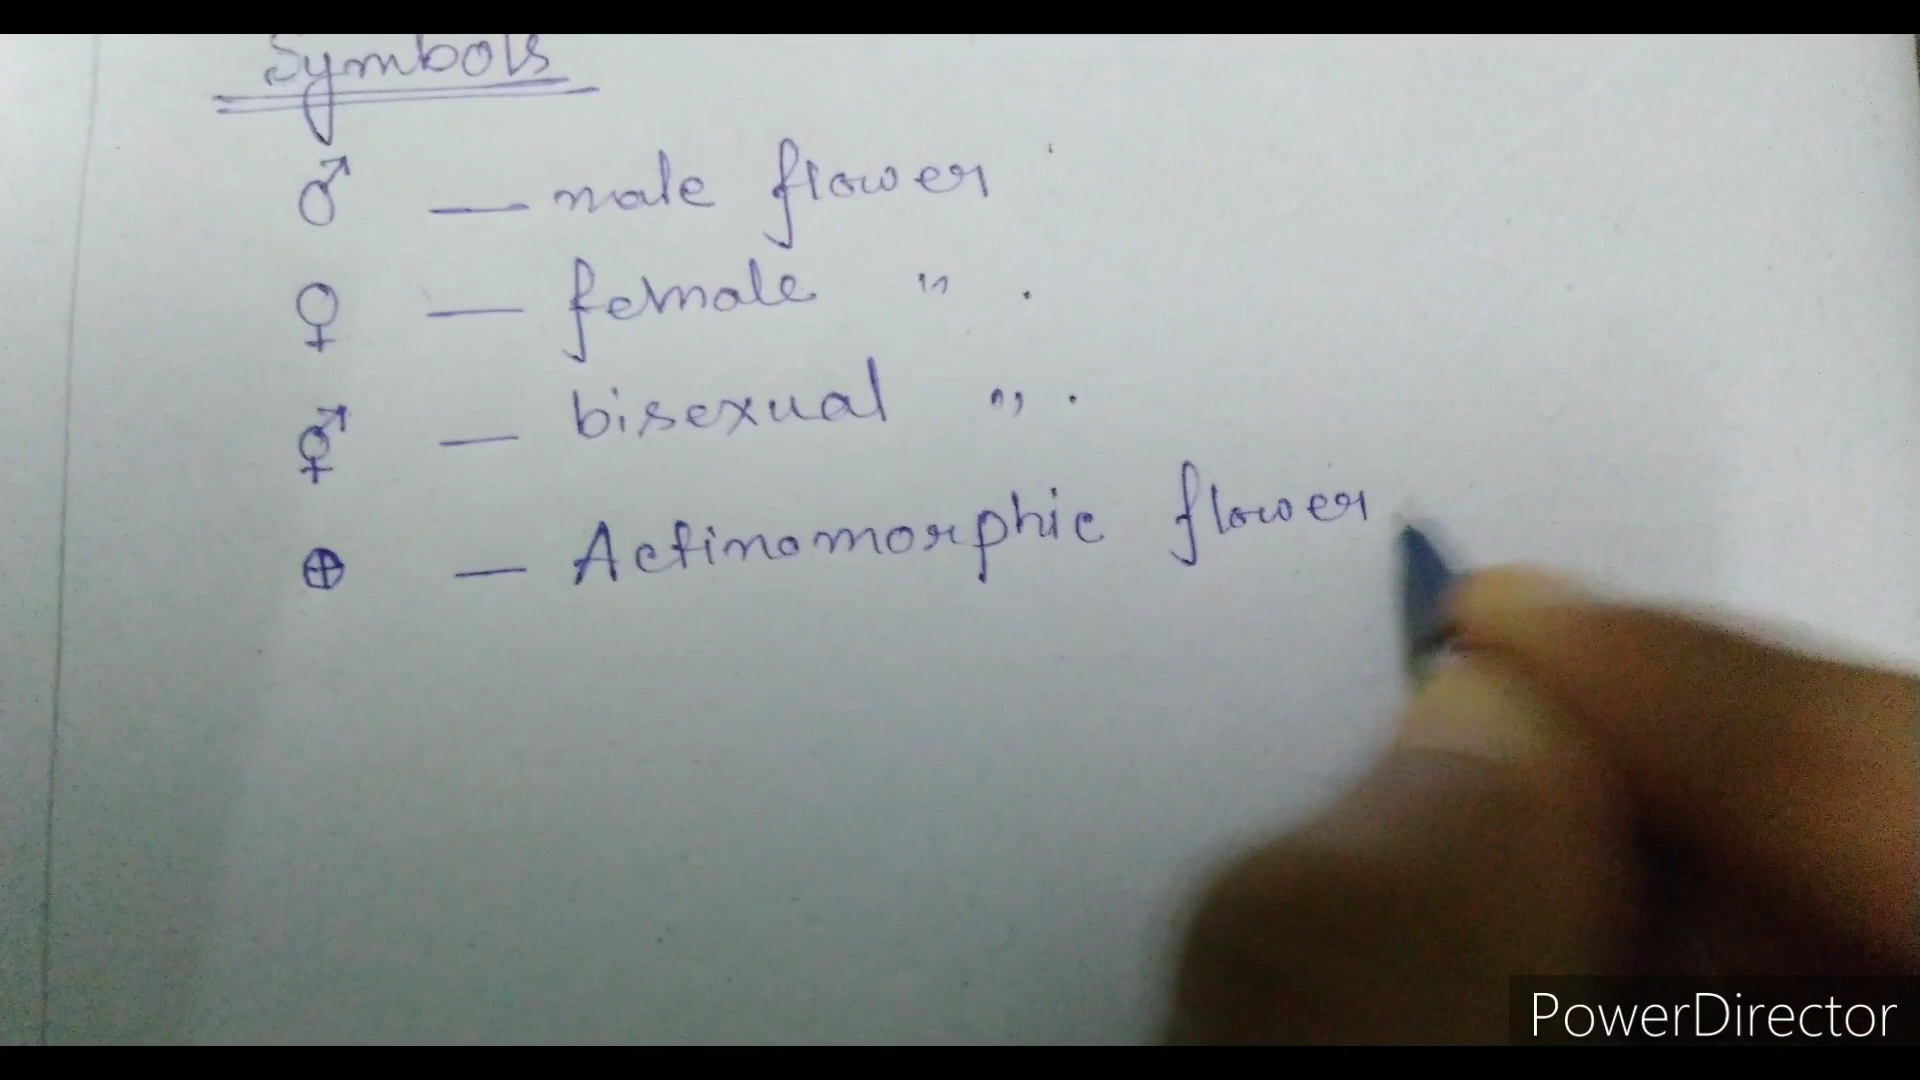 Symbols
♂ — male flower
♀ — female " .
⚥ — bisexual " .
⊕ — Actinomorphic flower
PowerDirector